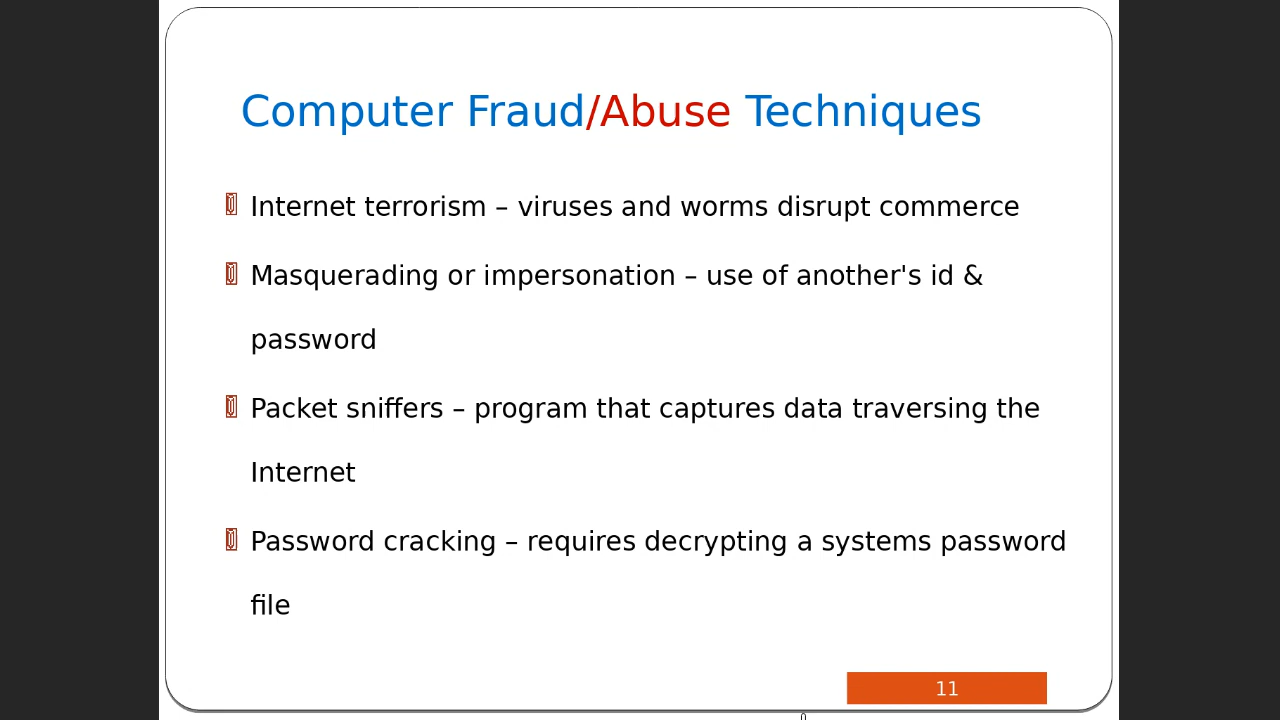 Computer Fraud/Abuse Techniques
Internet terrorism – viruses and worms disrupt commerce
Masquerading or impersonation – use of another's id &
password
Packet sniffers – program that captures data traversing the
Internet
Password cracking – requires decrypting a systems password
file
11